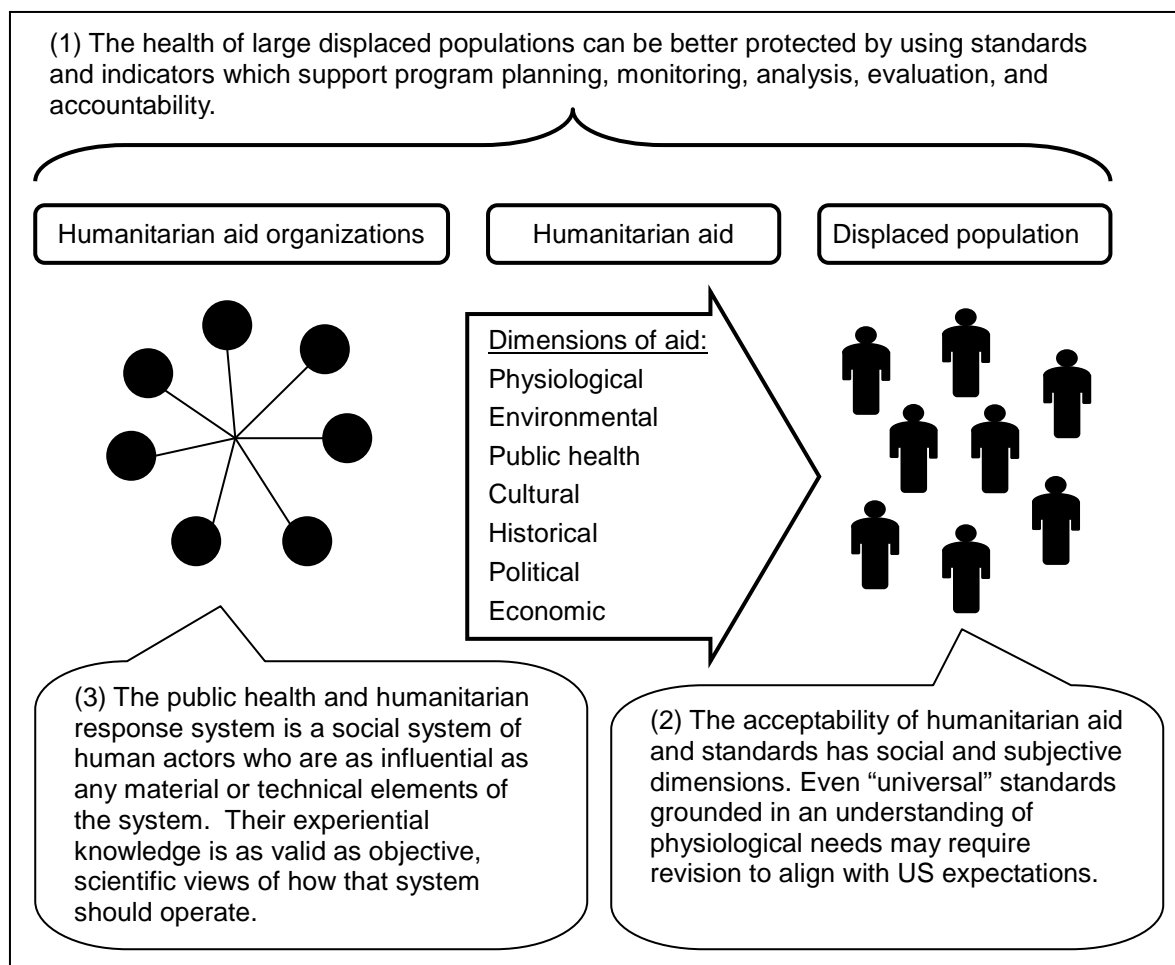 (1) The health of large displaced populations can be better protected by using standards
and indicators which support program planning, monitoring, analysis, evaluation, and
accountability.
Humanitarian aid organizations
Humanitarian aid
Displaced population
Dimensions of aid:
Physiological
Environmental
Public health
Cultural
Historical
Political
Economic
(3) The public health and humanitarian
response system is a social system of
human actors who are as influential as
any material or technical elements of
the system.  Their experiential
knowledge is as valid as objective,
scientific views of how that system
should operate.
(2) The acceptability of humanitarian aid
and standards has social and subjective
dimensions. Even “universal” standards
grounded in an understanding of
physiological needs may require
revision to align with US expectations.